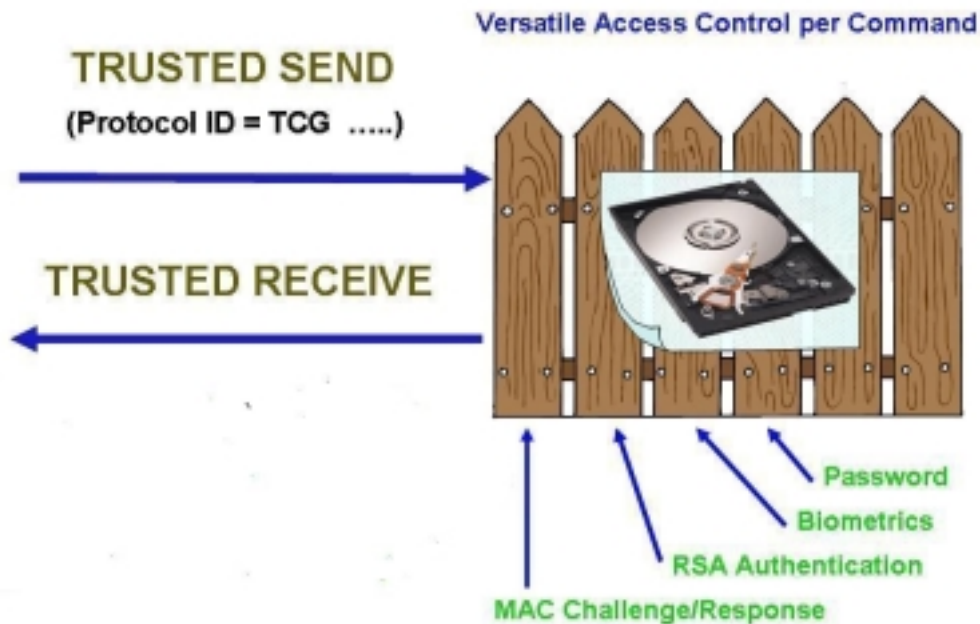 Versatile Access Control per Command
TRUSTED SEND
(Protocol ID = TCG .....)
TRUSTED RECEIVE
Password
Biometrics
RSA Authentication
MAC Challenge/Response